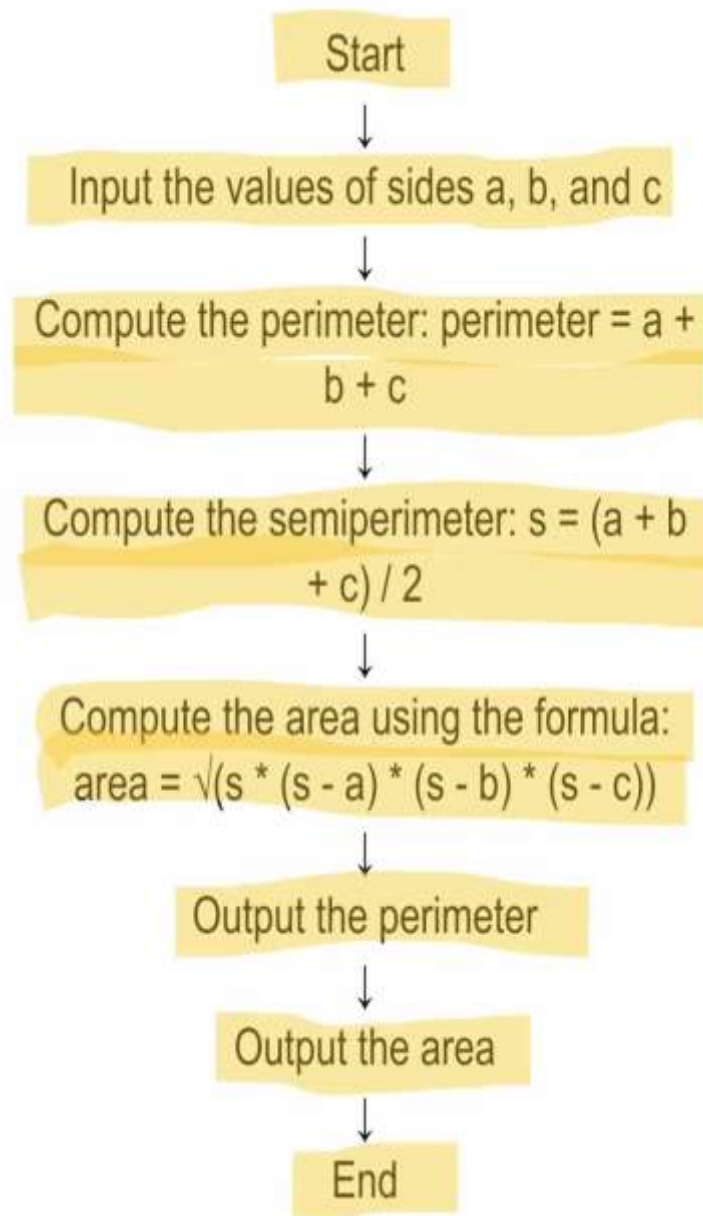 Start
↓
Input the values of sides a, b, and c
↓
Compute the perimeter: perimeter = a +
b + c
↓
Compute the semiperimeter: s = (a + b
+ c) / 2
↓
Compute the area using the formula:
area = √(s * (s - a) * (s - b) * (s - c))
↓
Output the perimeter
↓
Output the area
↓
End